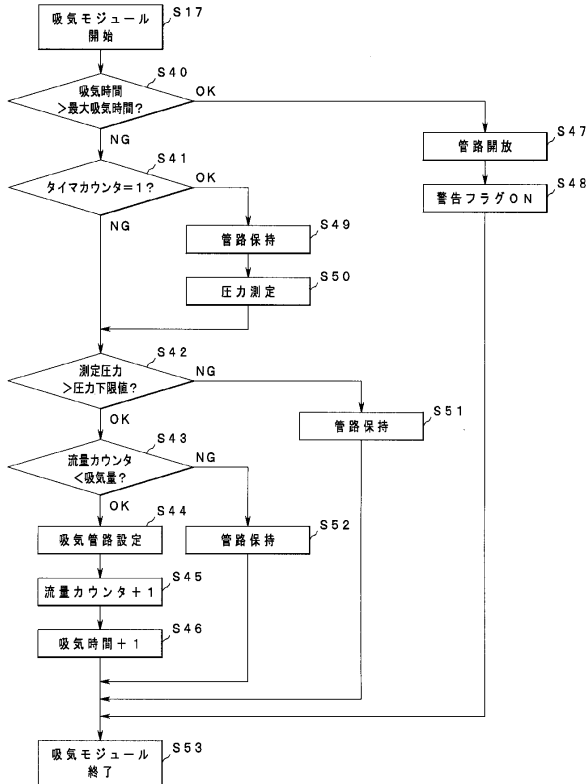 吸気モジュール
開始
S17
吸気時間
>最大吸気時間?
S40
OK
NG
管路開放
S47
タイマカウンタ=1?
S41
OK
NG
警告フラグON
S48
管路保持
S49
圧力測定
S50
測定圧力
>圧力下限値?
S42
NG
OK
管路保持
S51
流量カウンタ
<吸気量?
S43
NG
OK
吸気管路設定
S44
管路保持
S52
流量カウンタ+1
S45
吸気時間+1
S46
吸気モジュール
終了
S53